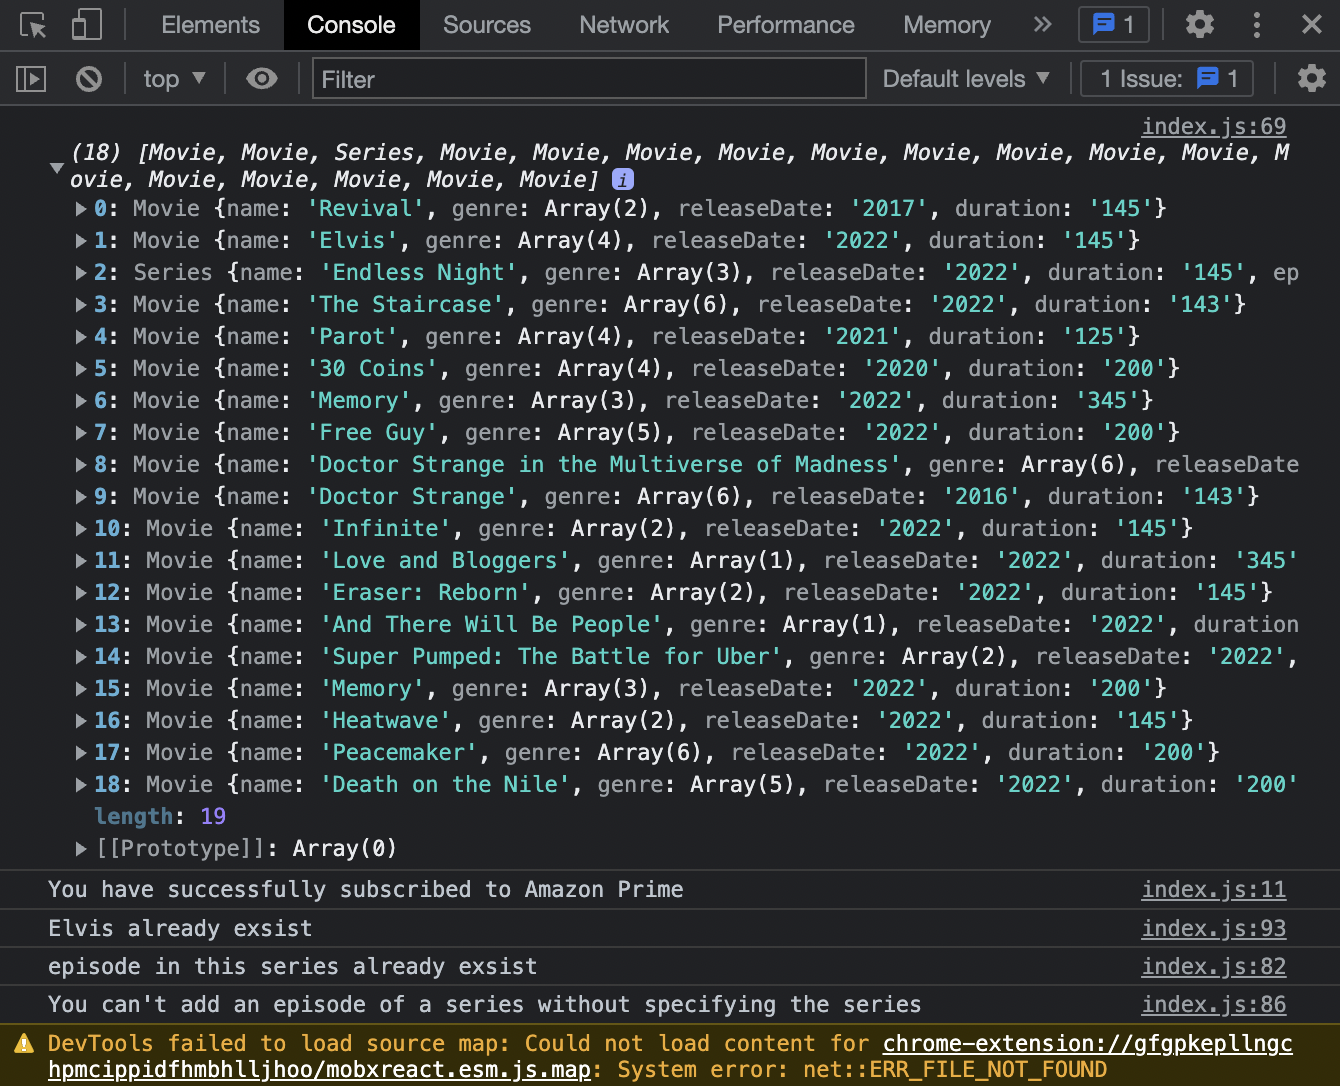 Elements Console Sources Network Performance Memory » 1
top ▼ Filter Default levels ▼ 1 Issue: 1
index.js:69
(18) [Movie, Movie, Series, Movie, Movie, Movie, Movie, Movie, Movie, Movie, Movie, Movie, M
ovie, Movie, Movie, Movie, Movie, Movie] i
0: Movie {name: 'Revival', genre: Array(2), releaseDate: '2017', duration: '145'}
1: Movie {name: 'Elvis', genre: Array(4), releaseDate: '2022', duration: '145'}
2: Series {name: 'Endless Night', genre: Array(3), releaseDate: '2022', duration: '145', ep
3: Movie {name: 'The Staircase', genre: Array(6), releaseDate: '2022', duration: '143'}
4: Movie {name: 'Parot', genre: Array(4), releaseDate: '2021', duration: '125'}
5: Movie {name: '30 Coins', genre: Array(4), releaseDate: '2020', duration: '200'}
6: Movie {name: 'Memory', genre: Array(3), releaseDate: '2022', duration: '345'}
7: Movie {name: 'Free Guy', genre: Array(5), releaseDate: '2022', duration: '200'}
8: Movie {name: 'Doctor Strange in the Multiverse of Madness', genre: Array(6), releaseDate
9: Movie {name: 'Doctor Strange', genre: Array(6), releaseDate: '2016', duration: '143'}
10: Movie {name: 'Infinite', genre: Array(2), releaseDate: '2022', duration: '145'}
11: Movie {name: 'Love and Bloggers', genre: Array(1), releaseDate: '2022', duration: '345'
12: Movie {name: 'Eraser: Reborn', genre: Array(2), releaseDate: '2022', duration: '145'}
13: Movie {name: 'And There Will Be People', genre: Array(1), releaseDate: '2022', duration
14: Movie {name: 'Super Pumped: The Battle for Uber', genre: Array(2), releaseDate: '2022',
15: Movie {name: 'Memory', genre: Array(3), releaseDate: '2022', duration: '200'}
16: Movie {name: 'Heatwave', genre: Array(2), releaseDate: '2022', duration: '145'}
17: Movie {name: 'Peacemaker', genre: Array(6), releaseDate: '2022', duration: '200'}
18: Movie {name: 'Death on the Nile', genre: Array(5), releaseDate: '2022', duration: '200'
length: 19
[[Prototype]]: Array(0)
You have successfully subscribed to Amazon Prime index.js:11
Elvis already exsist index.js:93
episode in this series already exsist index.js:82
You can't add an episode of a series without specifying the series index.js:86
DevTools failed to load source map: Could not load content for chrome-extension://gfgpkepllngc
hpmcippidfhmbhlljhoo/mobxreact.esm.js.map: System error: net::ERR_FILE_NOT_FOUND